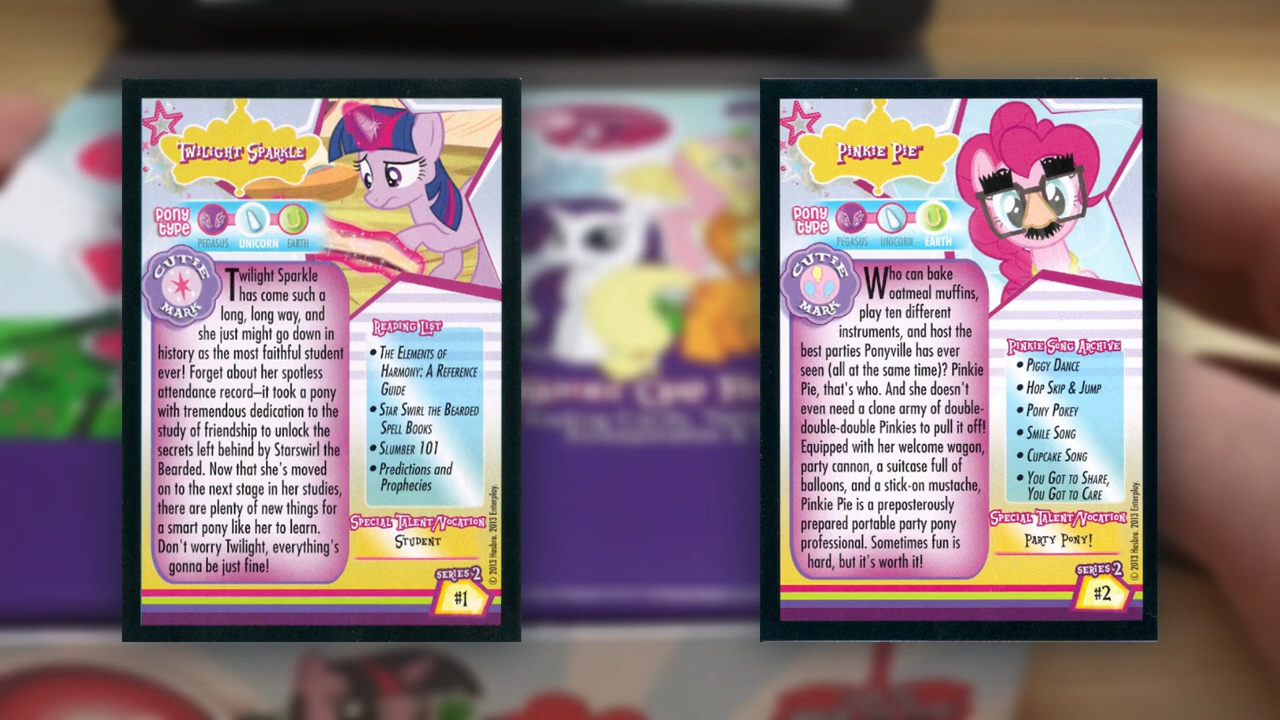 Twilight Sparkle
Pony
Type
PEGASUS UNICORN EARTH
CUTIE
MARK
Twilight Sparkle
has come such a
long, long way, and
she just might go down in
history as the most faithful student
ever! Forget about her spotless
attendance record—it took a pony
with tremendous dedication to the
study of friendship to unlock the
secrets left behind by Starswirl the
Bearded. Now that she's moved
on to the next stage in her studies,
there are plenty of new things for
a smart pony like her to learn.
Don't worry Twilight, everything's
gonna be just fine!
Reading List
• The Elements of
Harmony: A Reference
Guide
• Star Swirl the Bearded
Spell Books
• Slumber 101
• Predictions and
Prophecies
Special Talent/Vocation
Student
© 2013 Hasbro. 2013 Enterplay.
SERIES 2
#1
Pinkie Pie™
Pony
Type
PEGASUS UNICORN EARTH
CUTIE
MARK
Who can bake
oatmeal muffins,
play ten different
instruments, and host the
best parties Ponyville has ever
seen (all at the same time)? Pinkie
Pie, that's who. And she doesn't
even need a clone army of double-
double-double Pinkies to pull it off!
Equipped with her welcome wagon,
party cannon, a suitcase full of
balloons, and a stick-on mustache,
Pinkie Pie is a preposterously
prepared portable party pony
professional. Sometimes fun is
hard, but it's worth it!
Pinkie Song Archive
• Piggy Dance
• Hop Skip & Jump
• Pony Pokey
• Smile Song
• Cupcake Song
• You Got to Share,
You Got to Care
Special Talent/Vocation
Party Pony!
© 2013 Hasbro. 2013 Enterplay.
SERIES 2
#2